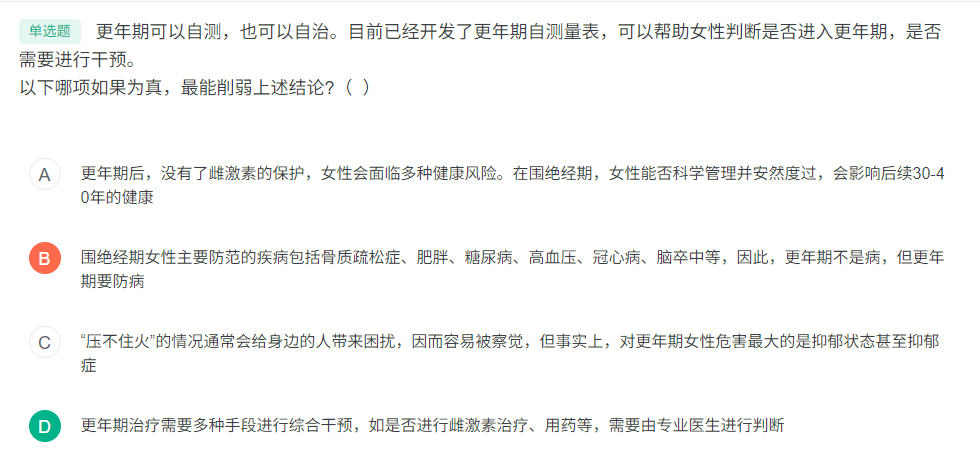 单选题 更年期可以自测，也可以自治。目前已经开发了更年期自测量表，可以帮助女性判断是否进入更年期，是否
需要进行干预。
以下哪项如果为真，最能削弱上述结论?（ ）
A 更年期后，没有了雌激素的保护，女性会面临多种健康风险。在围绝经期，女性能否科学管理并安然度过，会影响后续30-4
0年的健康
B 围绝经期女性主要防范的疾病包括骨质疏松症、肥胖、糖尿病、高血压、冠心病、脑卒中等，因此，更年期不是病，但更年
期要防病
C “压不住火”的情况通常会给身边的人带来困扰，因而容易被察觉，但事实上，对更年期女性危害最大的是抑郁状态甚至抑郁
症
D 更年期治疗需要多种手段进行综合干预，如是否进行雌激素治疗、用药等，需要由专业医生进行判断